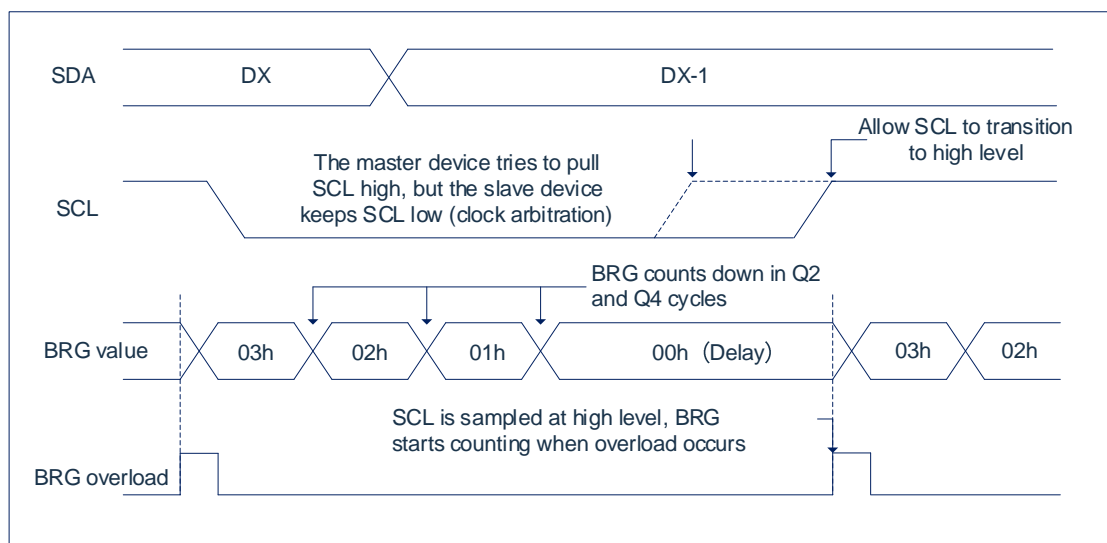 SDA
DX
DX-1
Allow SCL to transition
to high level
The master device tries to pull
SCL high, but the slave device
keeps SCL low (clock arbitration)
SCL
BRG counts down in Q2
and Q4 cycles
BRG value
03h
02h
01h
00h（Delay）
03h
02h
SCL is sampled at high level, BRG
starts counting when overload occurs
BRG overload